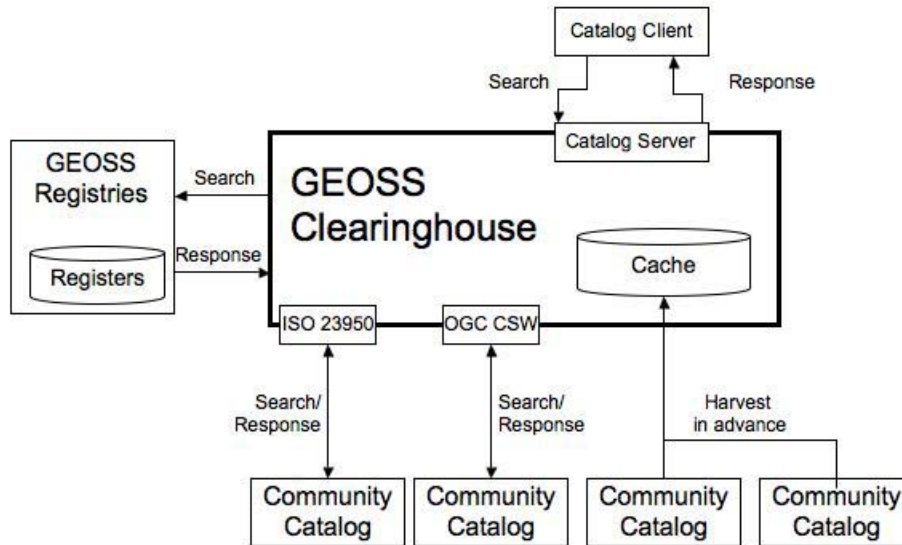 Catalog Client
Search
Response
Catalog Server
GEOSS
Registries
Registers
Search
Response
GEOSS
Clearinghouse
Cache
ISO 23950
OGC CSW
Search/
Response
Search/
Response
Harvest
in advance
Community
Catalog
Community
Catalog
Community
Catalog
Community
Catalog